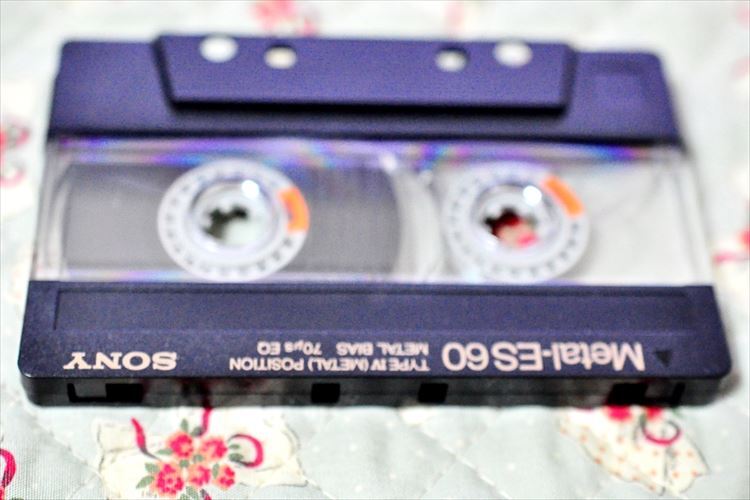 Metal-ES60
TYPE IV (METAL) POSITION
METAL BIAS 70μs EQ
SONY